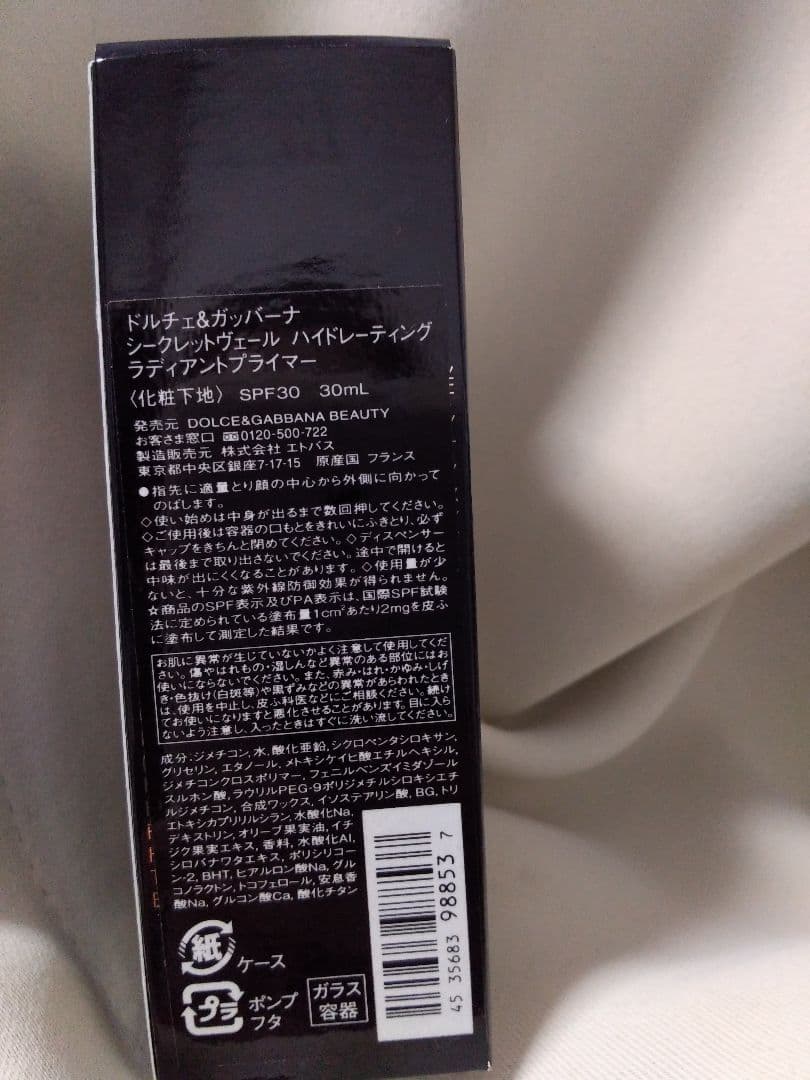 ドルチェ&ガッバーナ
シークレットヴェール ハイドレーティング
ラディアントプライマー
〈化粧下地〉 SPF30 30mL
発売元 DOLCE&GABBANA BEAUTY
お客さま窓口 0120-500-722
製造販売元 株式会社 エトバス
東京都中央区銀座7-17-15 原産国 フランス
●指先に適量とり顔の中心から外側に向かって
のばします。
◇使い始めは中身が出るまで数回押してください。
◇ご使用後は容器の口もとをきれいにふきとり、必ず
キャップをきちんと閉めてください。◇ディスペンサー
は最後まで取り出さないでください。途中で開けると
中味が出にくくなることがあります。◇使用量が少
ないと、十分な紫外線防御効果が得られません。
☆商品のSPF表示及びPA表示は、国際SPF試験
法に定められている塗布量1cm²あたり2mgを皮ふ
に塗布して測定した結果です。
お肌に異常が生じていないかよく注意して使用してくだ
さい。傷やはれもの・湿しんなど異常のある部位にはお
使いにならないでください。また、赤み・はれ・かゆみ・しげ
き・色抜け(白斑等)や黒ずみなどの異常があらわれたとき
は、使用を中止し、皮ふ科医などにご相談ください。続け
てお使いになりますと悪化させることがあります。目に入ら
ないよう注意し、入ったときはすぐに洗い流してください。
成分:ジメチコン、水、酸化亜鉛、シクロペンタシロキサン、
グリセリン、エタノール、メトキシケイヒ酸エチルヘキシル、
ジメチコンクロスポリマー、フェニルベンズイミダゾール
スルホン酸、ラウリルPEG-9ポリジメチルシロキシエチ
ルジメチコン、合成ワックス、イソステアリン酸、BG、トリ
エトキシカプリリルシラン、水酸化Na、
デキストリン、オリーブ果実油、イチ
ジク果実エキス、香料、水酸化Al、
シロバナワタエキス、ポリシリコー
ン-2、BHT、ヒアルロン酸Na、グル
コノラクトン、トコフェロール、安息香
酸Na、グルコン酸Ca、酸化チタン
紙 ケース
プラ ポンプ
フタ
ガラス
容器
45 35683 98853 7